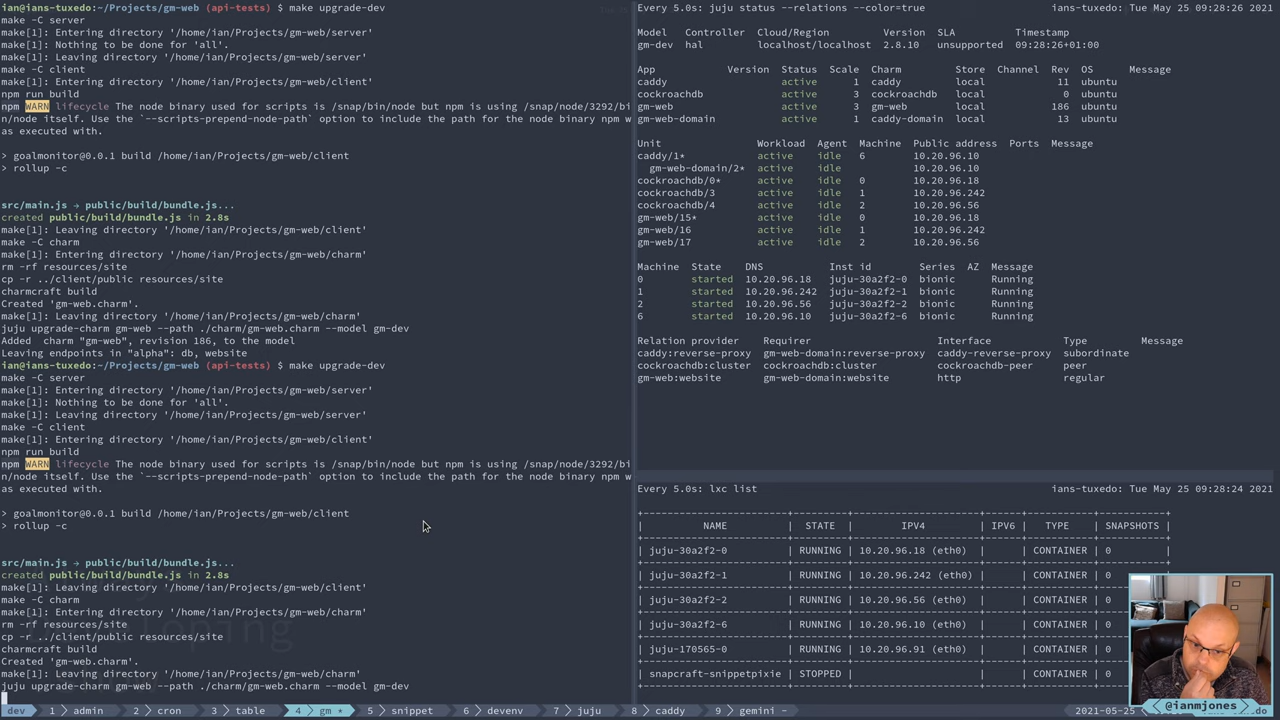 ian@ians-tuxedo:~/Projects/gm-web (api-tests) $ make upgrade-dev
make -C server
make[1]: Entering directory '/home/ian/Projects/gm-web/server'
make[1]: Nothing to be done for 'all'.
make[1]: Leaving directory '/home/ian/Projects/gm-web/server'
make -C client
make[1]: Entering directory '/home/ian/Projects/gm-web/client'
npm run build
npm WARN lifecycle The node binary used for scripts is /snap/bin/node but npm is using /snap/node/3292/bi
n/node itself. Use the `--scripts-prepend-node-path` option to include the path for the node binary npm w
as executed with.
> goalmonitor@0.0.1 build /home/ian/Projects/gm-web/client
> rollup -c
src/main.js → public/build/bundle.js...
created public/build/bundle.js in 2.8s
make[1]: Leaving directory '/home/ian/Projects/gm-web/client'
make -C charm
make[1]: Entering directory '/home/ian/Projects/gm-web/charm'
rm -rf resources/site
cp -r ../client/public resources/site
charmcraft build
Created 'gm-web.charm'.
make[1]: Leaving directory '/home/ian/Projects/gm-web/charm'
juju upgrade-charm gm-web --path ./charm/gm-web.charm --model gm-dev
Added  charm "gm-web", revision 186, to the model
Leaving endpoints in "alpha": db, website
ian@ians-tuxedo:~/Projects/gm-web (api-tests) $ make upgrade-dev
make -C server
make[1]: Entering directory '/home/ian/Projects/gm-web/server'
make[1]: Nothing to be done for 'all'.
make[1]: Leaving directory '/home/ian/Projects/gm-web/server'
make -C client
make[1]: Entering directory '/home/ian/Projects/gm-web/client'
npm run build
npm WARN lifecycle The node binary used for scripts is /snap/bin/node but npm is using /snap/node/3292/bi
n/node itself. Use the `--scripts-prepend-node-path` option to include the path for the node binary npm w
as executed with.
> goalmonitor@0.0.1 build /home/ian/Projects/gm-web/client
> rollup -c
src/main.js → public/build/bundle.js...
created public/build/bundle.js in 2.8s
make[1]: Leaving directory '/home/ian/Projects/gm-web/client'
make -C charm
make[1]: Entering directory '/home/ian/Projects/gm-web/charm'
rm -rf resources/site
cp -r ../client/public resources/site
charmcraft build
Created 'gm-web.charm'.
make[1]: Leaving directory '/home/ian/Projects/gm-web/charm'
juju upgrade-charm gm-web --path ./charm/gm-web.charm --model gm-dev
Every 5.0s: juju status --relations --color=true ians-tuxedo: Tue May 25 09:28:26 2021
Model Controller Cloud/Region Version SLA Timestamp
gm-dev hal localhost/localhost 2.8.10 unsupported 09:28:26+01:00
App Version Status Scale Charm Store Channel Rev OS Message
caddy active 1 caddy local 11 ubuntu
cockroachdb active 3 cockroachdb local 0 ubuntu
gm-web active 3 gm-web local 186 ubuntu
gm-web-domain active 1 caddy-domain local 13 ubuntu
Unit Workload Agent Machine Public address Ports Message
caddy/1* active idle 6 10.20.96.10
gm-web-domain/2* active idle 10.20.96.10
cockroachdb/0* active idle 0 10.20.96.18
cockroachdb/3 active idle 1 10.20.96.242
cockroachdb/4 active idle 2 10.20.96.56
gm-web/15* active idle 0 10.20.96.18
gm-web/16 active idle 1 10.20.96.242
gm-web/17 active idle 2 10.20.96.56
Machine State DNS Inst id Series AZ Message
0 started 10.20.96.18 juju-30a2f2-0 bionic Running
1 started 10.20.96.242 juju-30a2f2-1 bionic Running
2 started 10.20.96.56 juju-30a2f2-2 bionic Running
6 started 10.20.96.10 juju-30a2f2-6 bionic Running
Relation provider Requirer Interface Type Message
caddy:reverse-proxy gm-web-domain:reverse-proxy caddy-reverse-proxy subordinate
cockroachdb:cluster cockroachdb:cluster cockroachdb-peer peer
gm-web:website gm-web-domain:website http regular
Every 5.0s: lxc list ians-tuxedo: Tue May 25 09:28:24 2021
| NAME | STATE | IPV4 | IPV6 | TYPE | SNAPSHOTS
| juju-30a2f2-0 | RUNNING | 10.20.96.18 (eth0) | | CONTAINER | 0 |
| juju-30a2f2-1 | RUNNING | 10.20.96.242 (eth0) | | CONTAINER | 0
| juju-30a2f2-2 | RUNNING | 10.20.96.56 (eth0) | | CONTAINER | 0
| juju-30a2f2-6 | RUNNING | 10.20.96.10 (eth0) | | CONTAINER | 0
| juju-170565-0 | RUNNING | 10.20.96.91 (eth0) | | CONTAINER | 0
| snapcraft-snippetpixie | STOPPED | | | CONTAINER | 0
@ianmjones
dev 1 admin 2 cron 3 table 4 gm * 5 snippet 6 devenv 7 juju 8 caddy 9 gemini - 2021-05-25